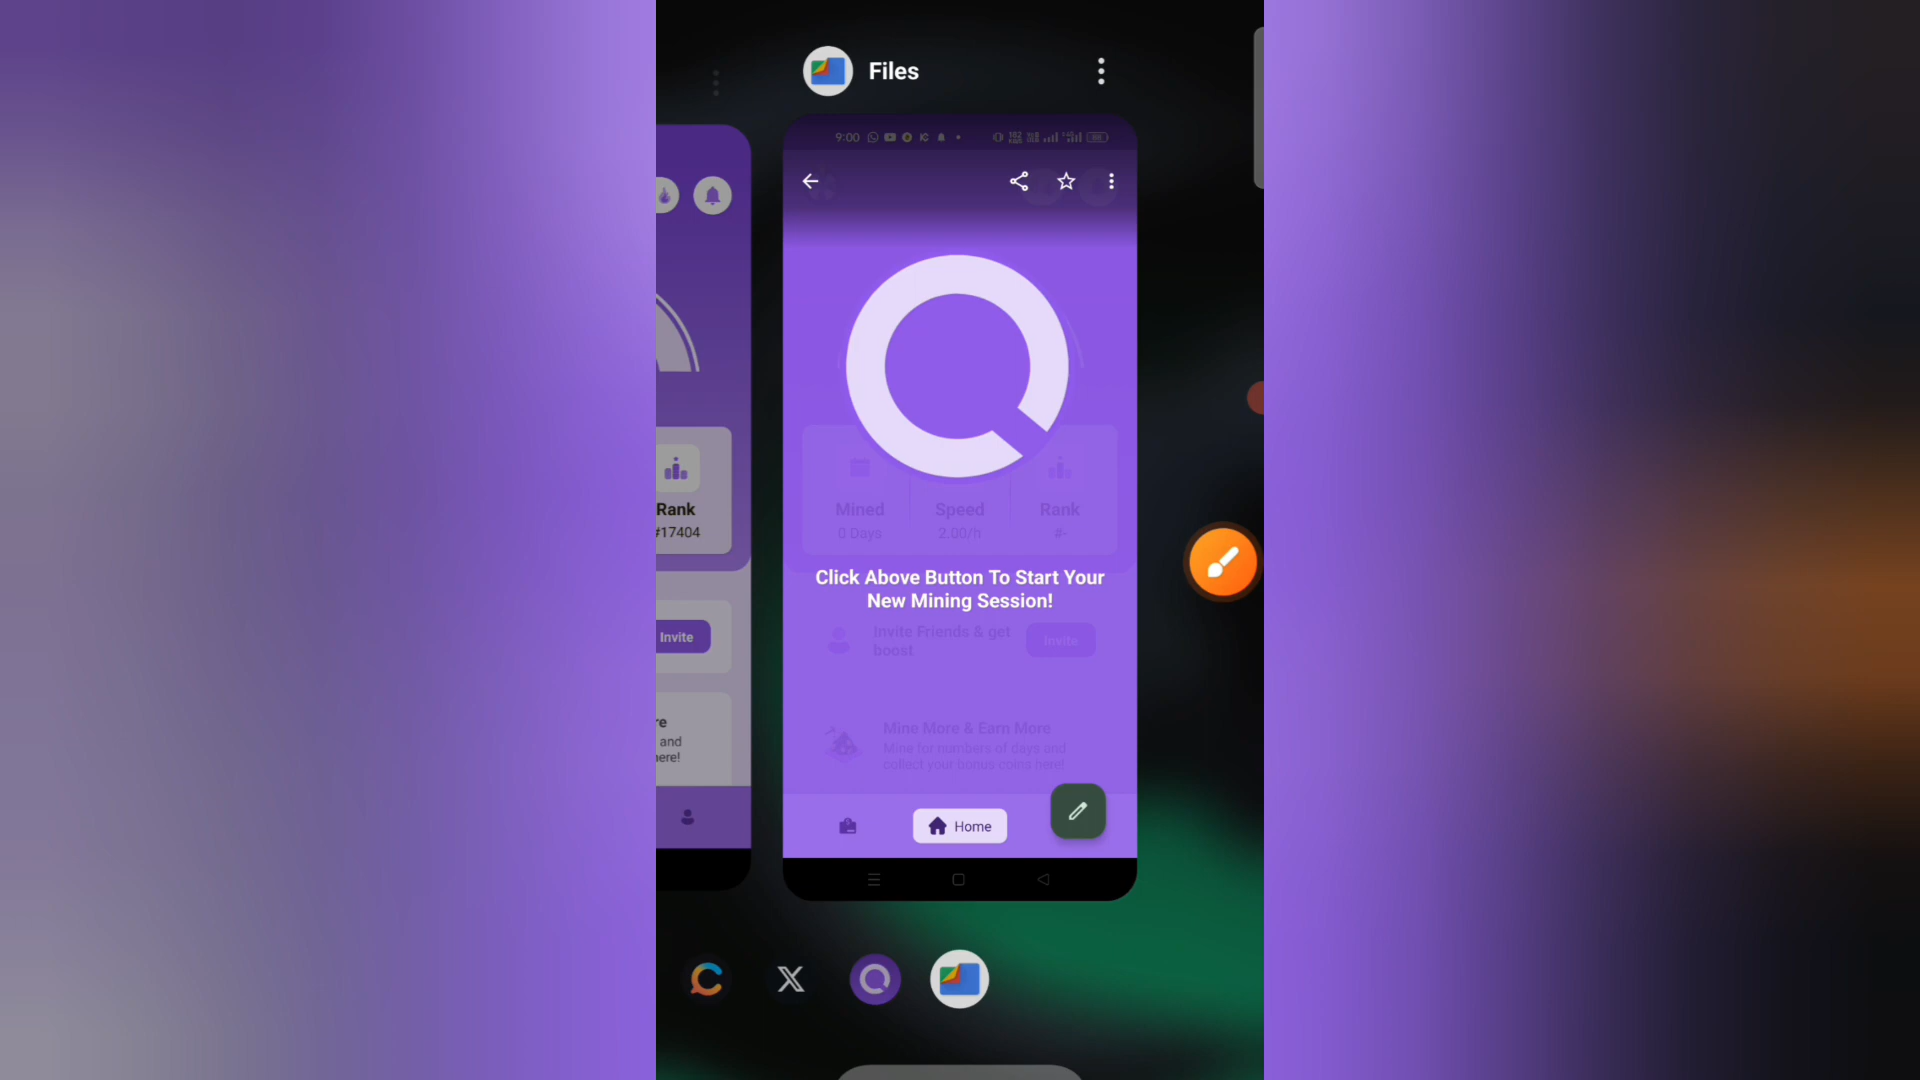 Files
9:00
Rank
#17404
Invite
re
and
here!
Mined
Speed
Rank
0 Days
2.00/h
#-
Click Above Button To Start Your
New Mining Session!
Invite Friends & get
boost
Invite
Mine More & Earn More
Mine for numbers of days and
collect your bonus coins here!
Home